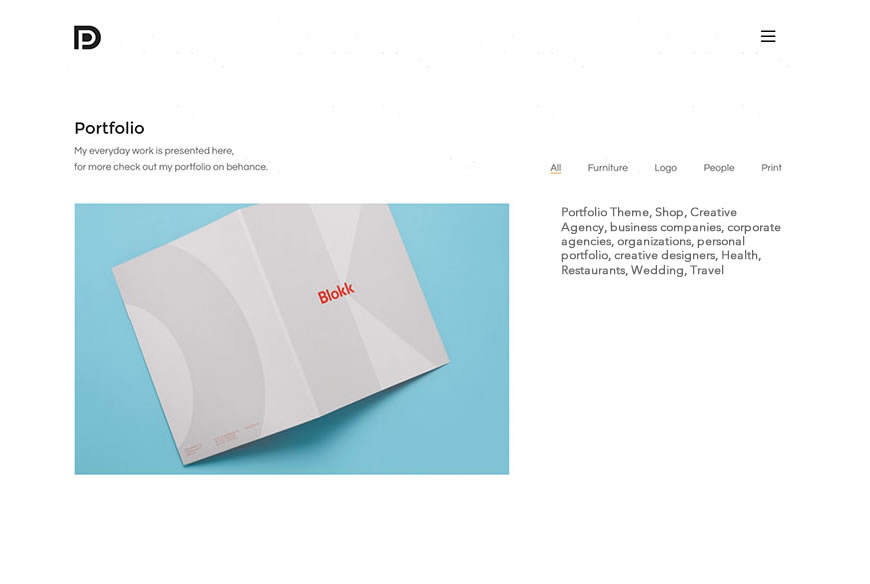 Portfolio
My everyday work is presented here,
for more check out my portfolio on behance.
All Furniture Logo People Print
Portfolio Theme, Shop, Creative
Agency, business companies, corporate
agencies, organizations, personal
portfolio, creative designers, Health,
Restaurants, Wedding, Travel
Blokk